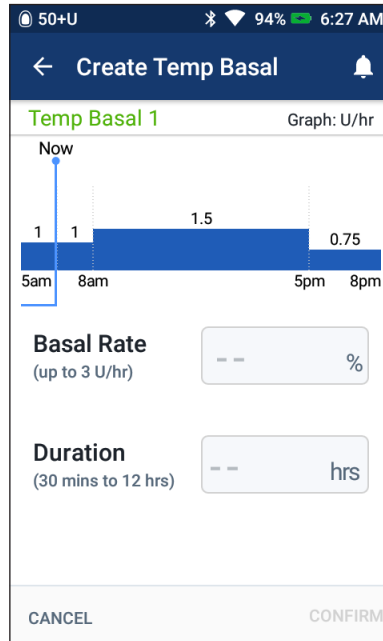 50+U 94% 6:27 AM
Create Temp Basal
Temp Basal 1 Graph: U/hr
Now
1.5
1 1 0.75
5am 8am 5pm 8pm
Basal Rate
-- %
(up to 3 U/hr)
Duration
-- hrs
(30 mins to 12 hrs)
CANCEL CONFIRM